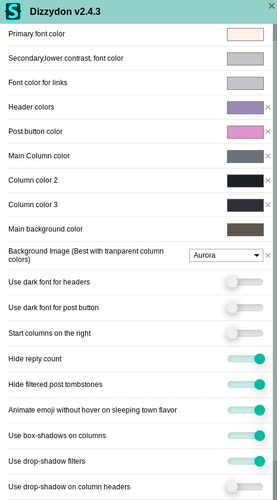 Dizzydon v2.4.3
Primary font color
Secondary,lower contrast, font color
Font color for links
Header colors
Post button color
Main Column color
Column color 2
Column color 3
Main background color
Background Image (Best with tranparent column
colors)
Aurora
Use dark font for headers
Use dark font for post button
Start columns on the right
Hide reply count
Hide filtered post tombstones
Animate emoji without hover on sleeping town flavor
Use box-shadows on columns
Use drop-shadow filters
Use drop-shadow on column headers